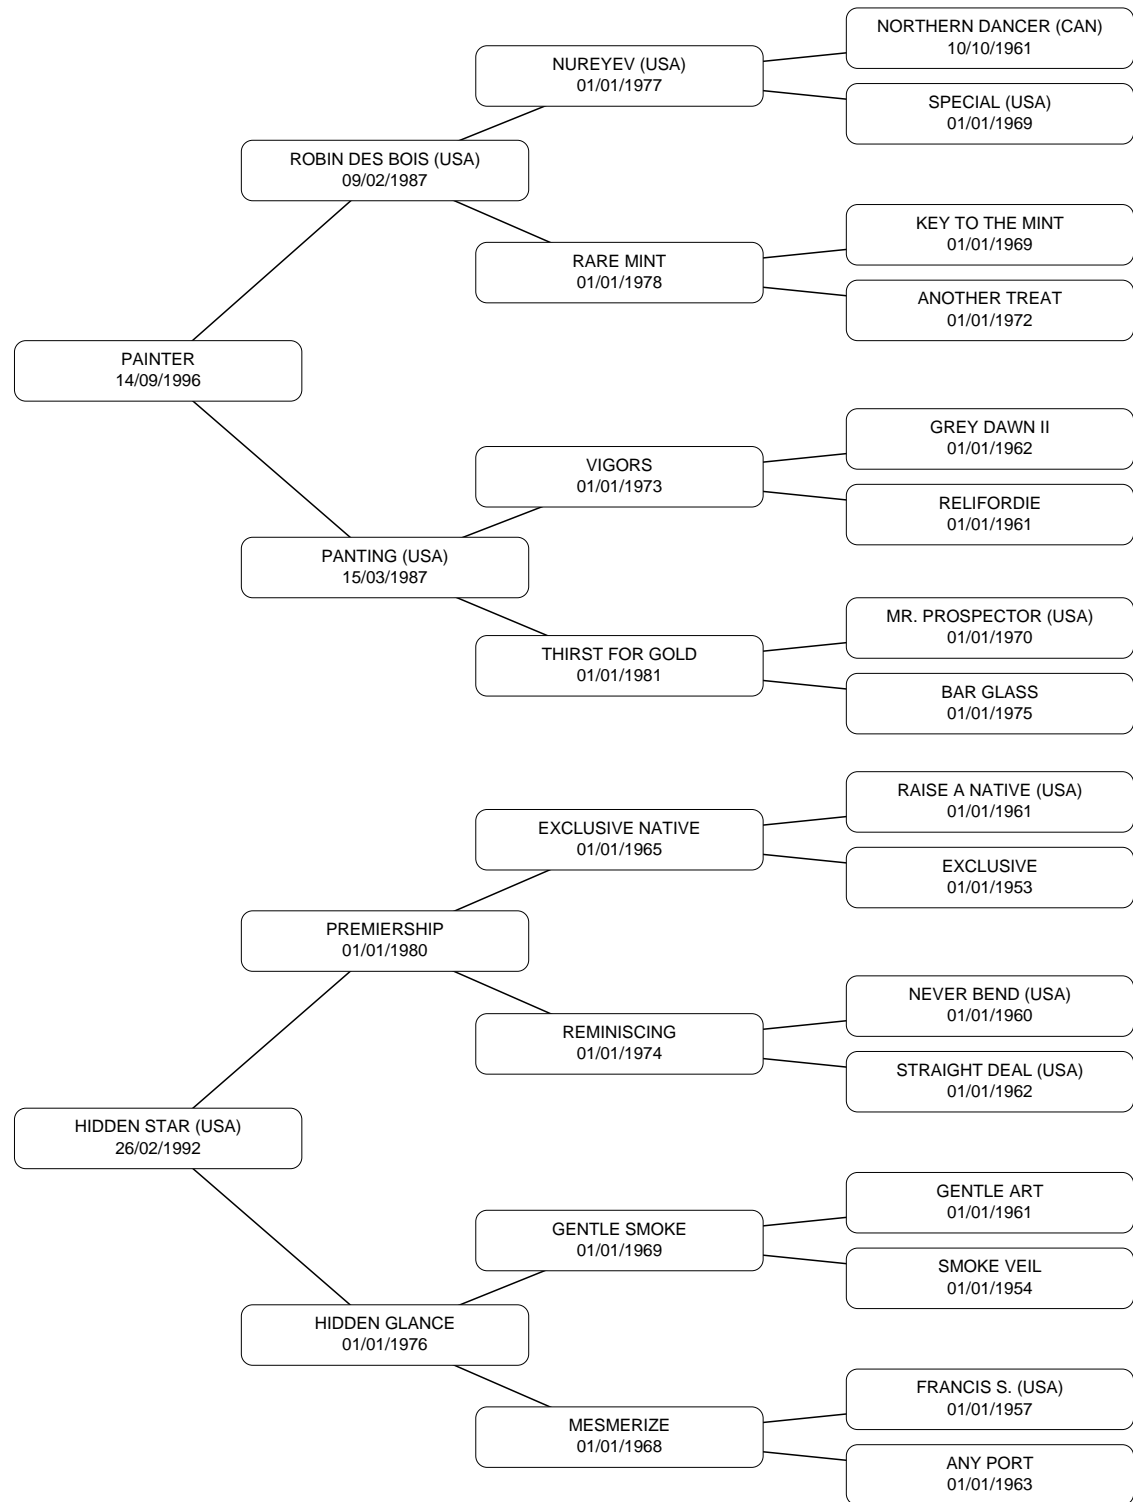 NORTHERN DANCER (CAN)
10/10/1961
NUREYEV (USA)
01/01/1977
SPECIAL (USA)
01/01/1969
ROBIN DES BOIS (USA)
09/02/1987
KEY TO THE MINT
01/01/1969
RARE MINT
01/01/1978
ANOTHER TREAT
01/01/1972
PAINTER
14/09/1996
GREY DAWN II
01/01/1962
VIGORS
01/01/1973
RELIFORDIE
01/01/1961
PANTING (USA)
15/03/1987
MR. PROSPECTOR (USA)
01/01/1970
THIRST FOR GOLD
01/01/1981
BAR GLASS
01/01/1975
RAISE A NATIVE (USA)
01/01/1961
EXCLUSIVE NATIVE
01/01/1965
EXCLUSIVE
01/01/1953
PREMIERSHIP
01/01/1980
NEVER BEND (USA)
01/01/1960
REMINISCING
01/01/1974
STRAIGHT DEAL (USA)
01/01/1962
HIDDEN STAR (USA)
26/02/1992
GENTLE ART
01/01/1961
GENTLE SMOKE
01/01/1969
SMOKE VEIL
01/01/1954
HIDDEN GLANCE
01/01/1976
FRANCIS S. (USA)
01/01/1957
MESMERIZE
01/01/1968
ANY PORT
01/01/1963